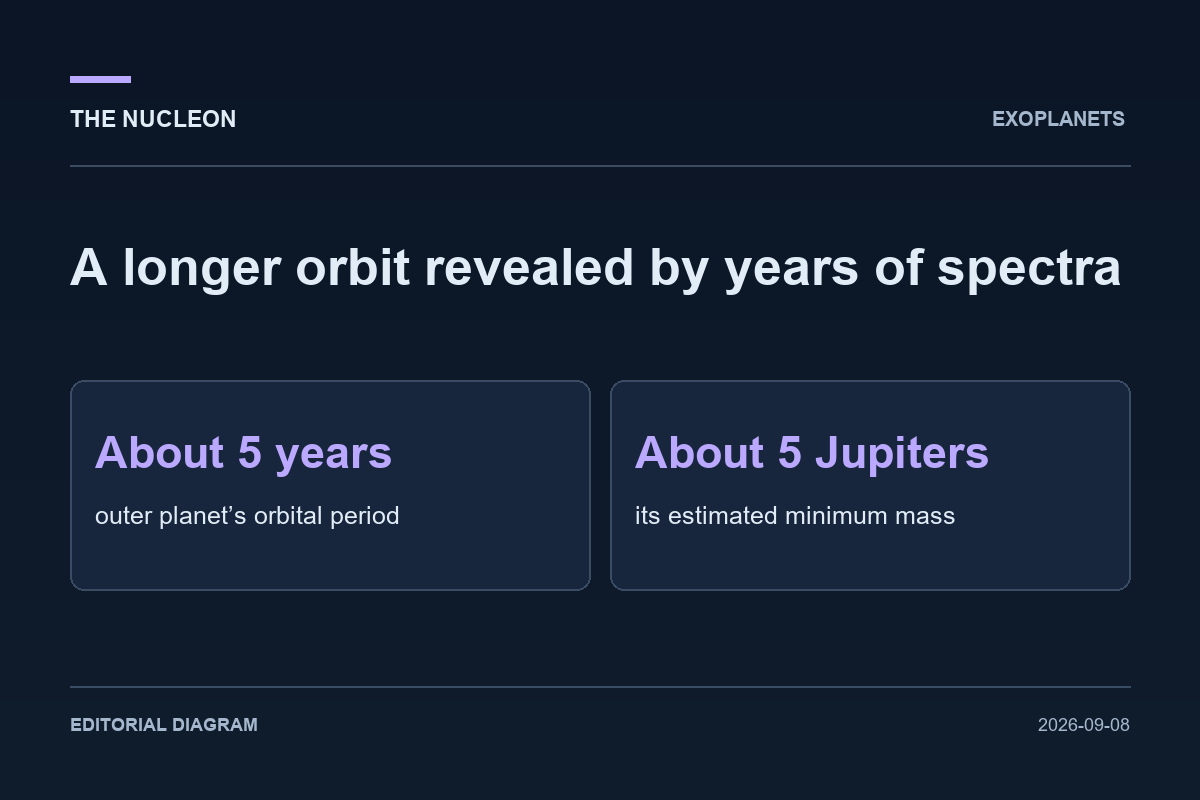 THE NUCLEON
EXOPLANETS
A longer orbit revealed by years of spectra
About 5 years
outer planet’s orbital period
About 5 Jupiters
its estimated minimum mass
EDITORIAL DIAGRAM
2026-09-08